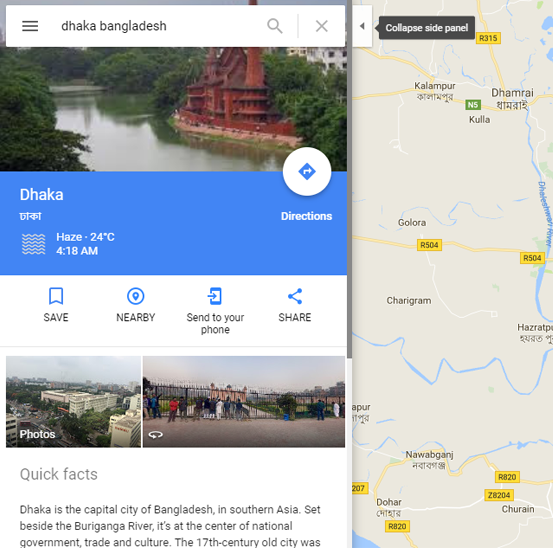 dhaka bangladesh
Collapse side panel
Dhaka
ঢাকা
Directions
Haze · 24°C
4:18 AM
SAVE
NEARBY
Send to your
phone
SHARE
Photos
Quick facts
Dhaka is the capital city of Bangladesh, in southern Asia. Set
beside the Buriganga River, it's at the center of national
government, trade and culture. The 17th-century old city was
R315
Kalampur
কালামপুর
Dhamrai
ধামরাই
N5
Kulla
Dhaleshwari River
Golora
R504
R504
Charigram
Hazratpu
হযরত পুর
apur
জাপুর
Nawabganj
নবাবগঞ্জ
207
R820
Z8204
Dohar
দোহার
Churain
R820